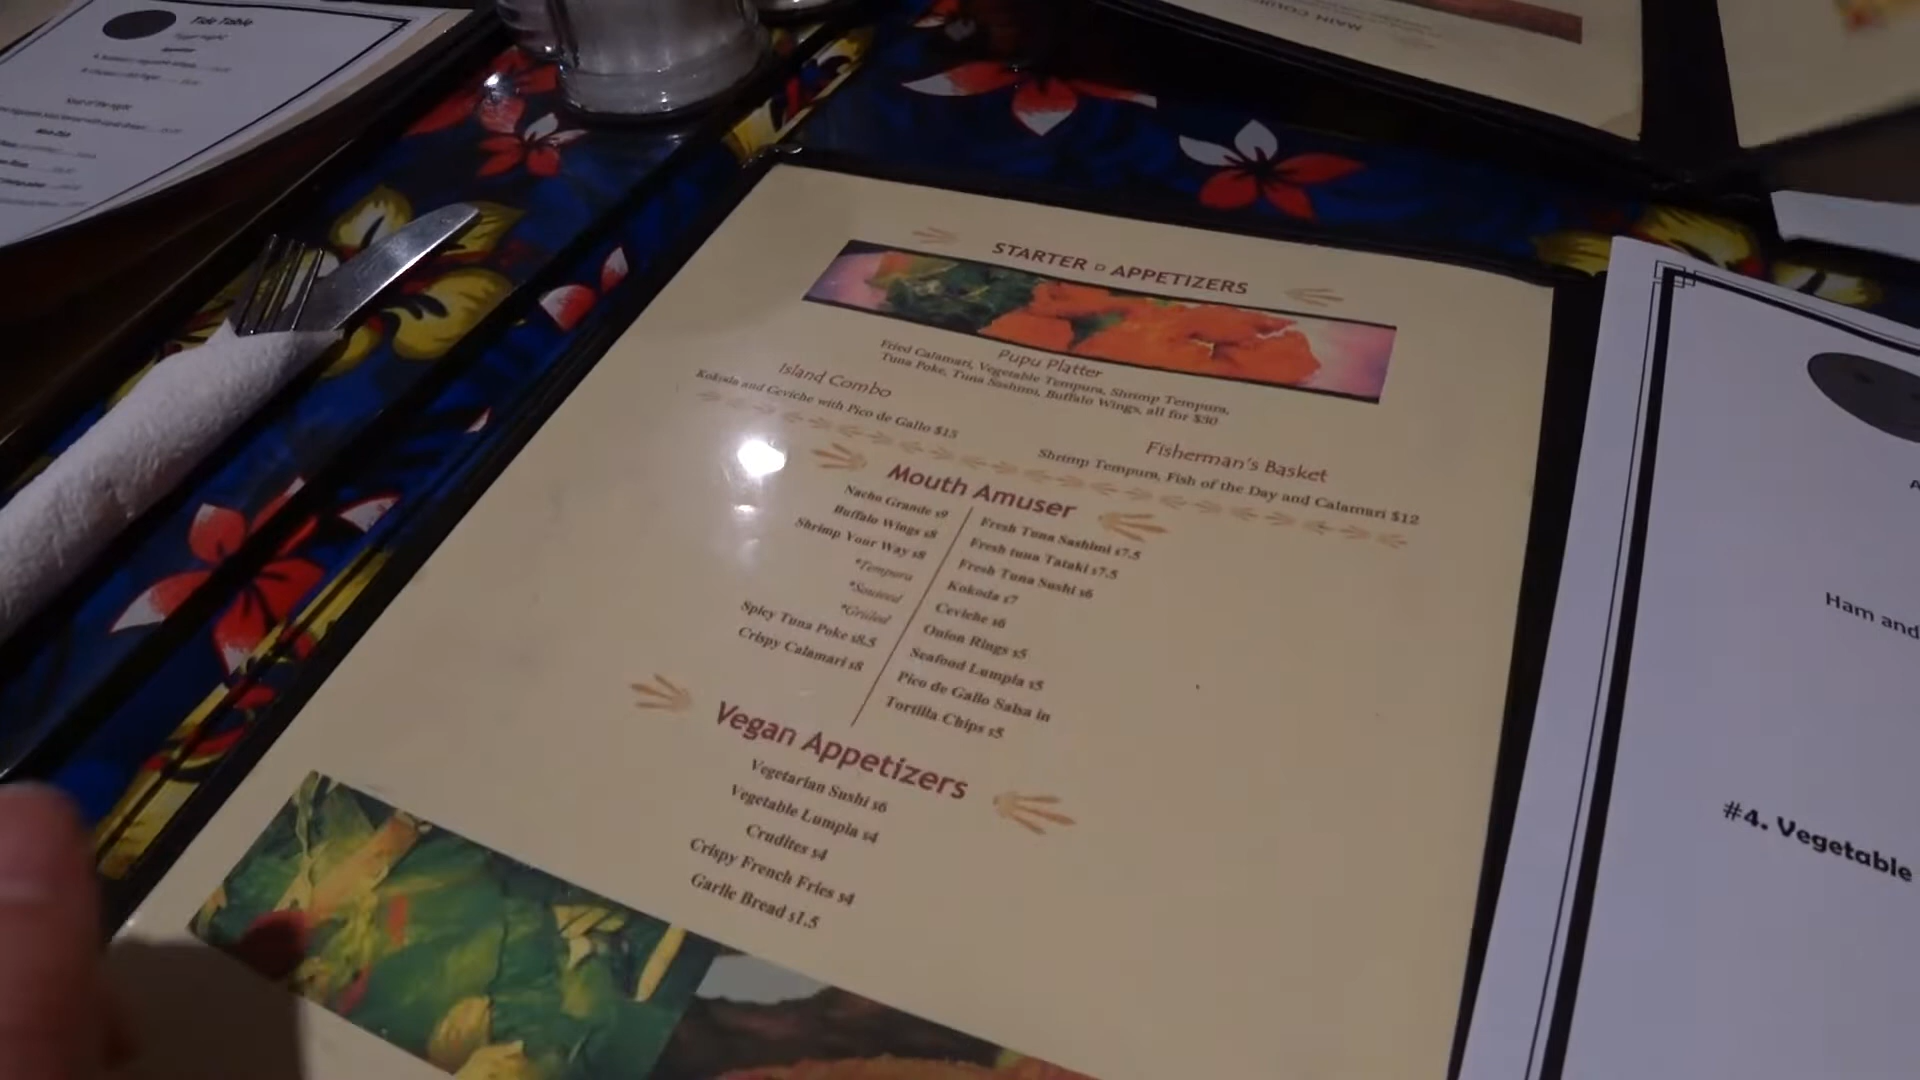 Tide Table
MAIN COU
STARTER □ APPETIZERS
Pupu Platter
Fried Calamari, Vegetable Tempura, Shrimp Tempura,
Tuna Poke, Tuna Sashimi, Buffalo Wings, all for $30
Island Combo
Kokoda and Ceviche with Pico de Gallo $15
Fisherman's Basket
Shrimp Tempura, Fish of the Day and Calamari $12
Mouth Amuser
Nacho Grande $9
Buffalo Wings $8
Shrimp Your Way $8
*Tempura
*Sauteed
*Grilled
Spicy Tuna Poke $8.5
Crispy Calamari $8
Fresh Tuna Sashimi $7.5
Fresh tuna Tataki $7.5
Fresh Tuna Sushi $6
Kokoda $7
Ceviche $6
Onion Rings $5
Seafood Lumpia $5
Pico de Gallo Salsa in
Tortilla Chips $5
Vegan Appetizers
Vegetarian Sushi $6
Vegetable Lumpia $4
Crudites $4
Crispy French Fries $4
Garlic Bread $1.5
Ham and
#4. Vegetable